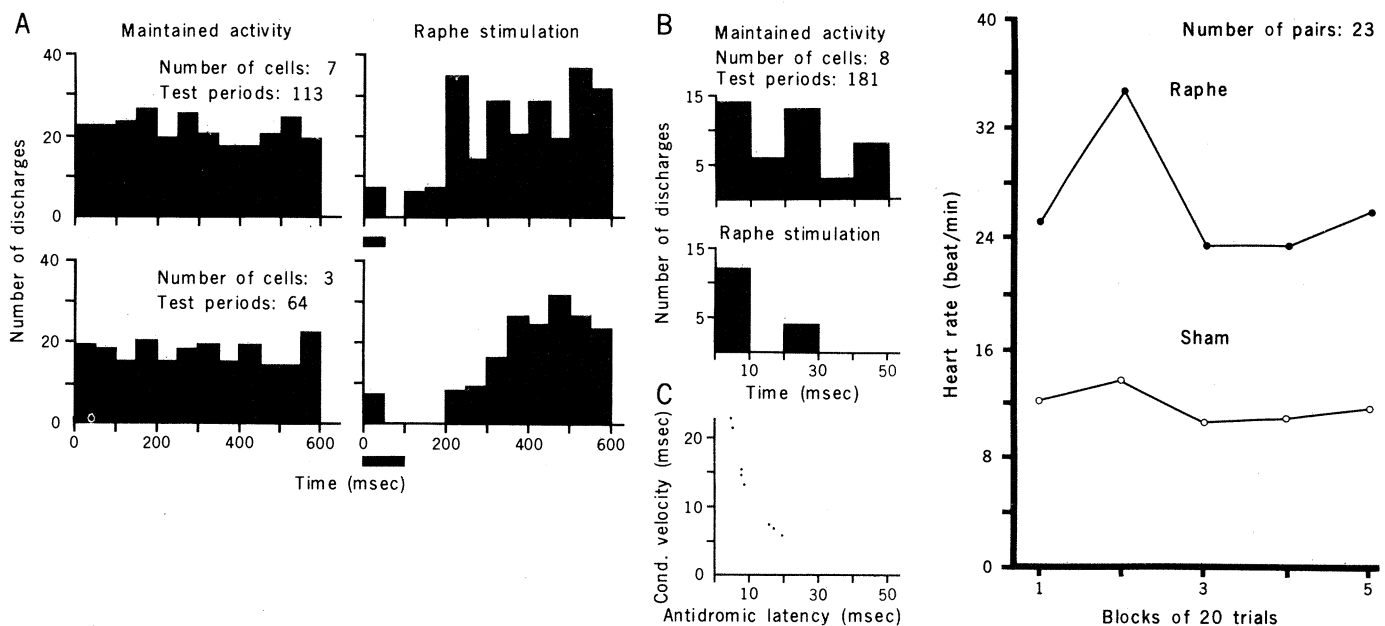 A
Maintained activity
Raphe stimulation
Number of cells: 7
Test periods: 113
40
20
0
Number of discharges
Number of cells: 3
Test periods: 64
40
20
0
0 200 400 600
0 200 400 600
Time (msec)
B
Maintained activity
Number of cells: 8
Test periods: 181
15
5
Number of discharges
Raphe stimulation
15
5
10 30 50
Time (msec)
C
Cond. velocity (msec)
20
10
0
10 30 50
Antidromic latency (msec)
Number of pairs: 23
Raphe
Sham
40
32
24
16
8
0
Heart rate (beat/min)
1 3 5
Blocks of 20 trials